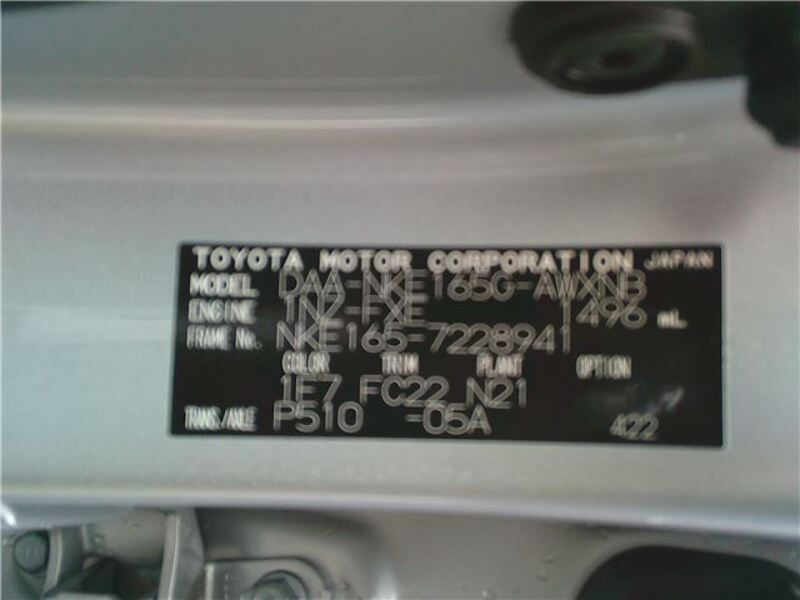 TOYOTA MOTOR CORPORATION JAPAN
MODEL DAA-NKE165G-AWXNB
ENGINE 1NZ-FXE 1496 mL
FRAME No. NKE165-7228941
COLOR TRIM PLANT OPTION
1F7 FC22 N21
TRANS./AXLE P510 -05A 422